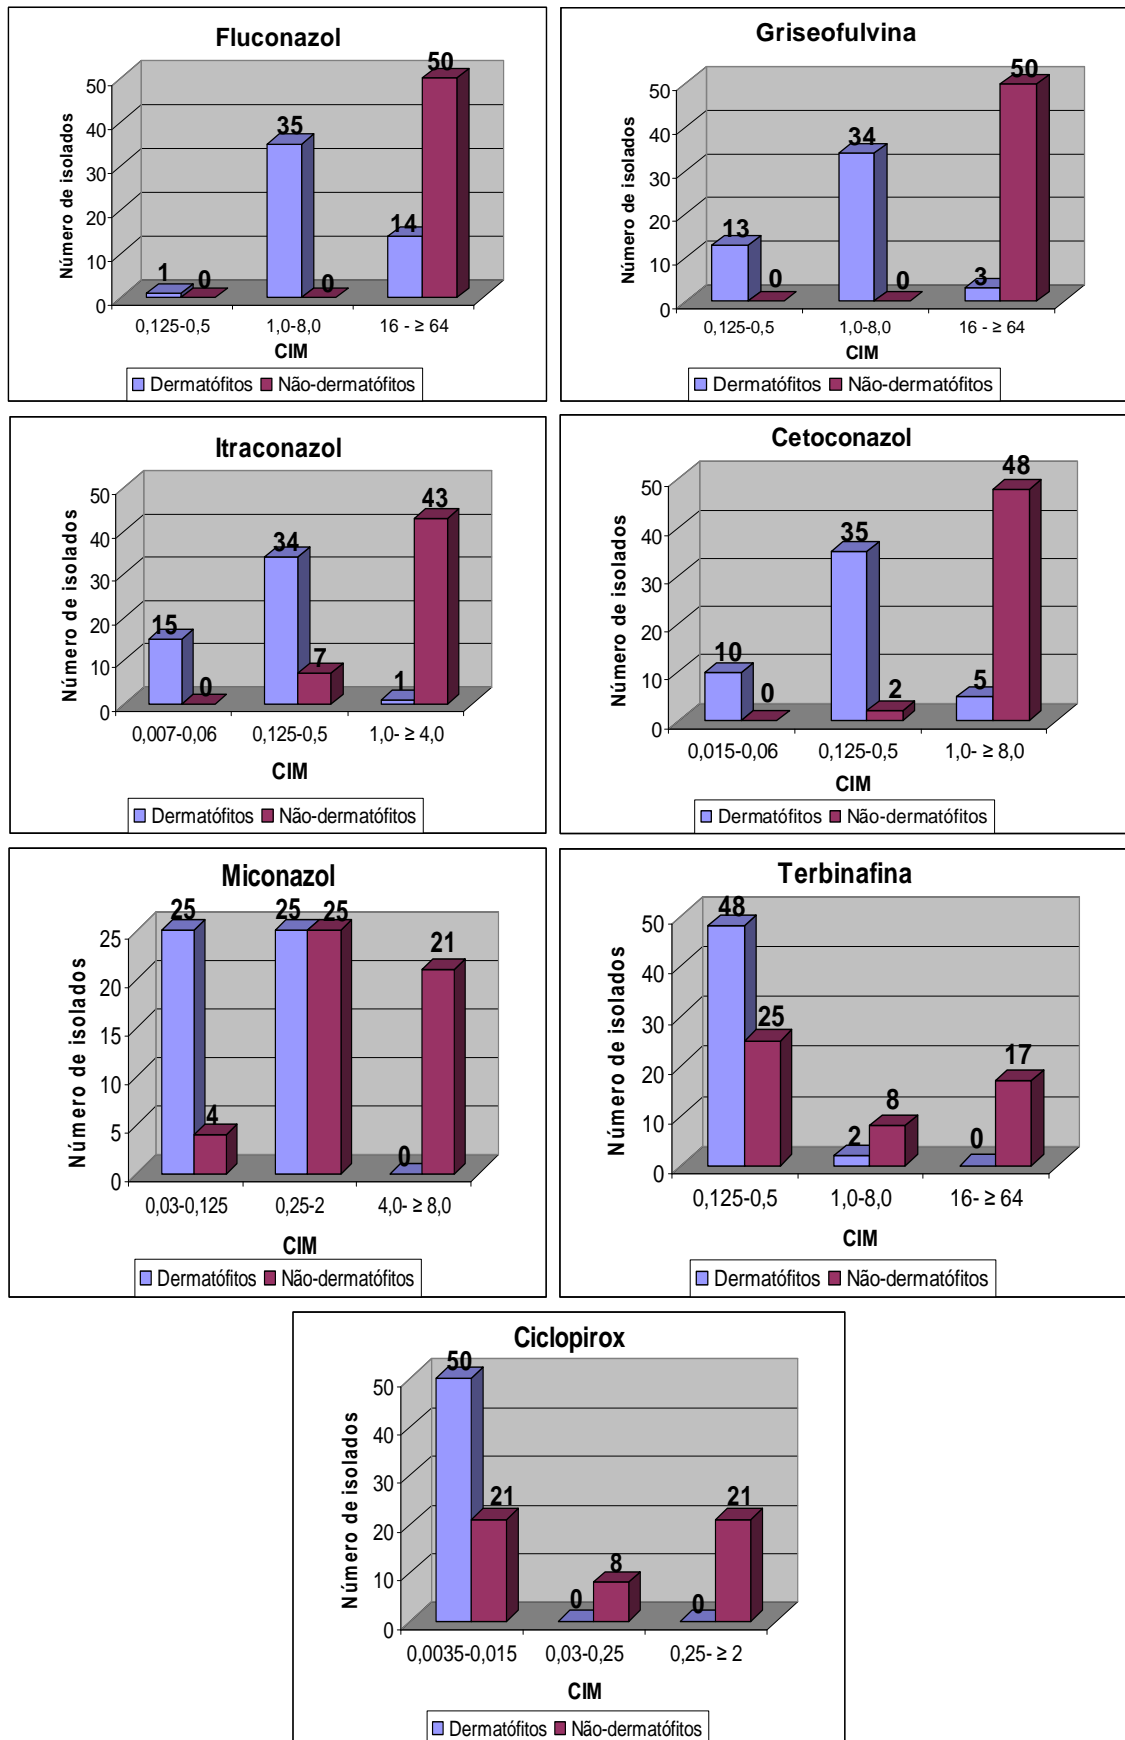 Fluconazol
Número de isolados
50
40
30
20
10
0
1
0
35
0
14
50
0,125-0,5
1,0-8,0
16 - ≥ 64
CIM
Dermatófitos
Não-dermatófitos
Griseofulvina
Número de isolados
50
40
30
20
10
0
13
0
34
0
3
50
0,125-0,5
1,0-8,0
16 - ≥ 64
CIM
Dermatófitos
Não-dermatófitos
Itraconazol
Número de isolados
50
40
30
20
10
0
15
0
34
7
1
43
0,007-0,06
0,125-0,5
1,0- ≥ 4,0
CIM
Dermatófitos
Não-dermatófitos
Cetoconazol
Número de isolados
50
40
30
20
10
0
10
0
35
2
5
48
0,015-0,06
0,125-0,5
1,0- ≥ 8,0
CIM
Dermatófitos
Não-dermatófitos
Miconazol
Número de isolados
25
20
15
10
5
0
25
4
25
25
0
21
0,03-0,125
0,25-2
4,0- ≥ 8,0
CIM
Dermatófitos
Não-dermatófitos
Terbinafina
Número de isolados
50
40
30
20
10
0
48
25
2
8
0
17
0,125-0,5
1,0-8,0
16- ≥ 64
CIM
Dermatófitos
Não-dermatófitos
Ciclopirox
Número de isolados
50
40
30
20
10
0
50
21
0
8
0
21
0,0035-0,015
0,03-0,25
0,25- ≥ 2
CIM
Dermatófitos
Não-dermatófitos